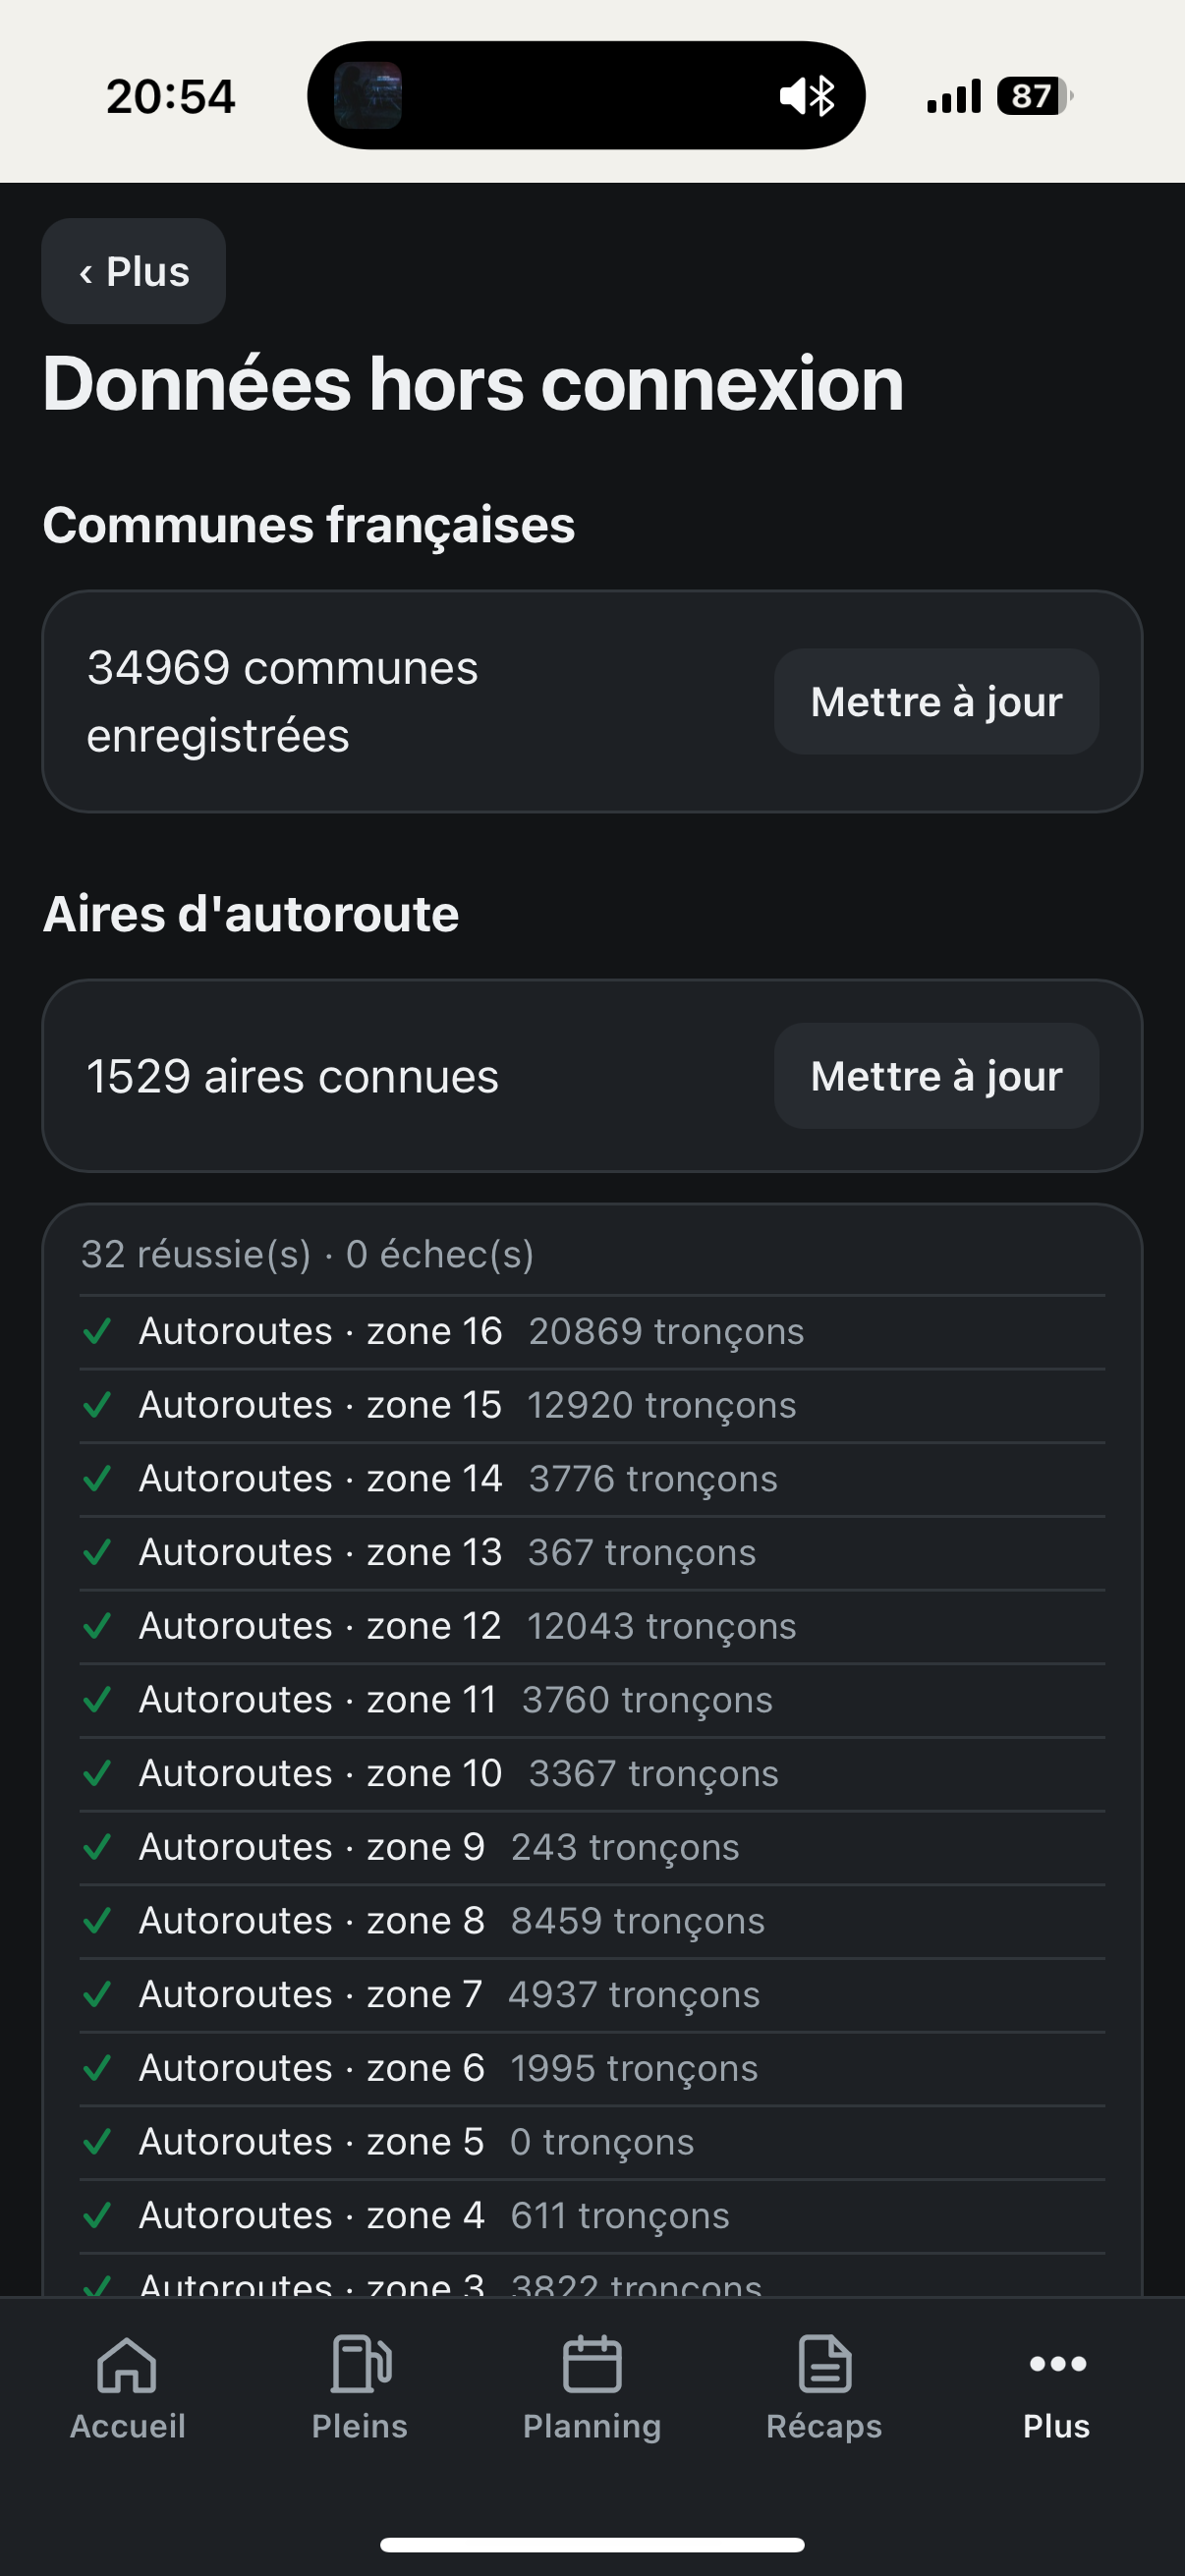 20:54
87
‹ Plus
Données hors connexion
Communes françaises
34969 communes
enregistrées
Mettre à jour
Aires d'autoroute
1529 aires connues
Mettre à jour
32 réussie(s) · 0 échec(s)
Autoroutes · zone 16 20869 tronçons
Autoroutes · zone 15 12920 tronçons
Autoroutes · zone 14 3776 tronçons
Autoroutes · zone 13 367 tronçons
Autoroutes · zone 12 12043 tronçons
Autoroutes · zone 11 3760 tronçons
Autoroutes · zone 10 3367 tronçons
Autoroutes · zone 9 243 tronçons
Autoroutes · zone 8 8459 tronçons
Autoroutes · zone 7 4937 tronçons
Autoroutes · zone 6 1995 tronçons
Autoroutes · zone 5 0 tronçons
Autoroutes · zone 4 611 tronçons
Autoroutes · zone 3 3822 tronçons
Accueil
Pleins
Planning
Récaps
Plus